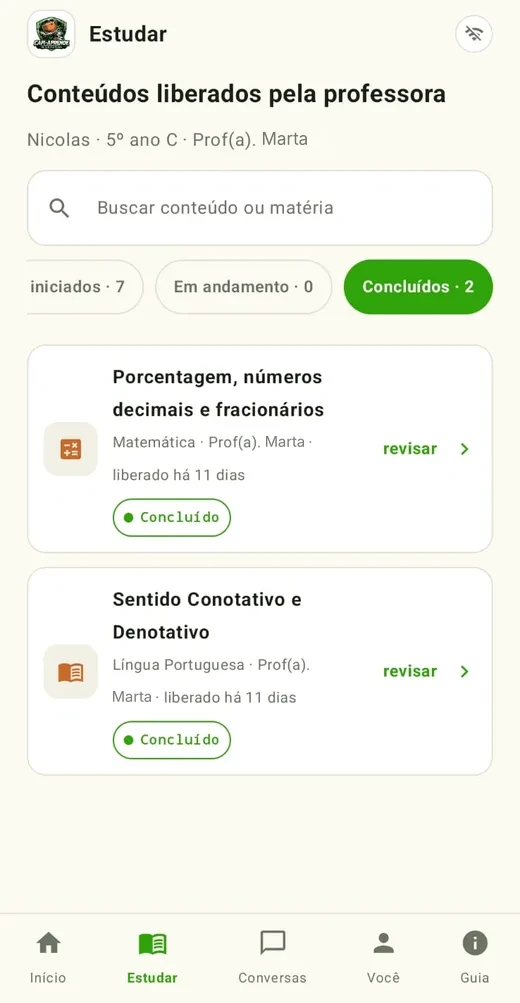 CAPI-APRENDE
Estudar
Conteúdos liberados pela professora
Nicolas · 5º ano C · Prof(a). Marta
Buscar conteúdo ou matéria
iniciados · 7
Em andamento · 0
Concluídos · 2
Porcentagem, números
decimais e fracionários
Matemática · Prof(a). Marta ·
liberado há 11 dias
Concluído
revisar
Sentido Conotativo e
Denotativo
Língua Portuguesa · Prof(a).
Marta · liberado há 11 dias
Concluído
revisar
Início
Estudar
Conversas
Você
Guia